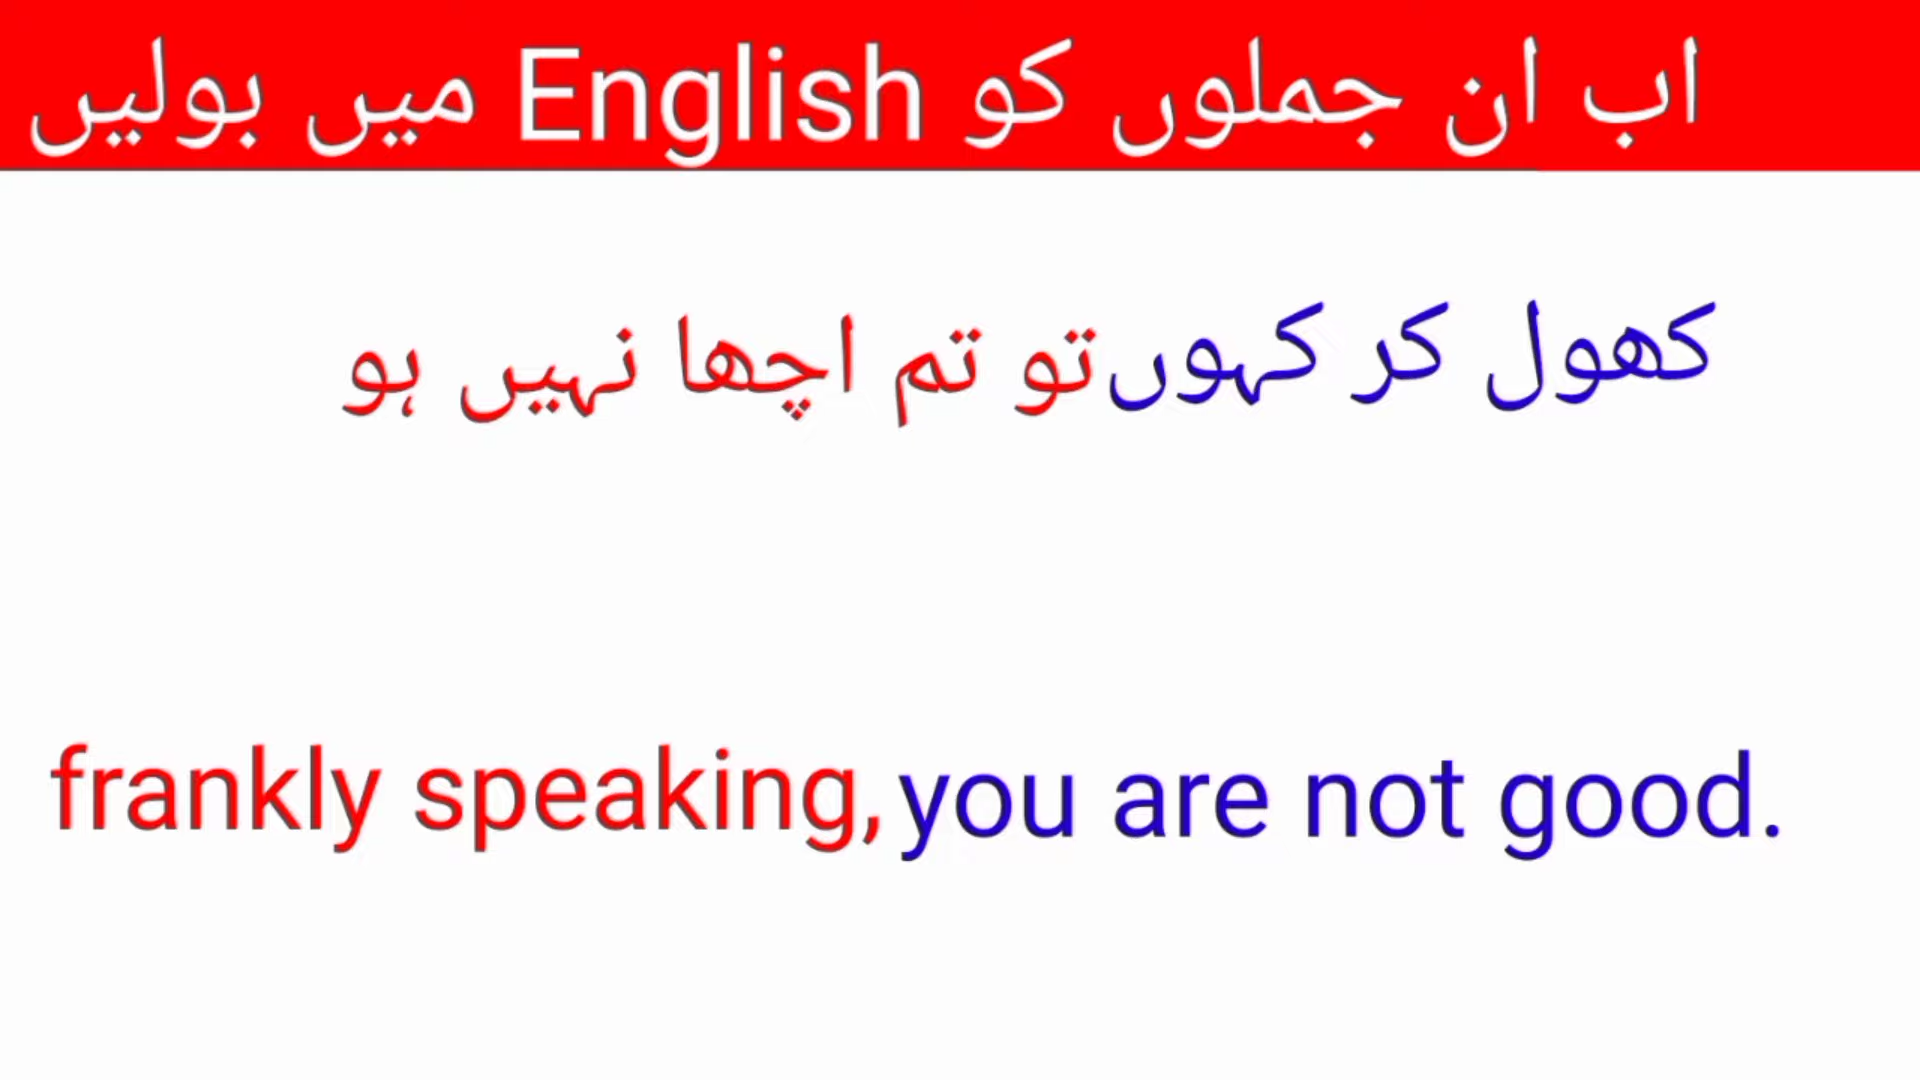 اب ان جملوں کو English میں بولیں
کھول کر کہوں تو تم اچھا نہیں ہو
frankly speaking, you are not good.